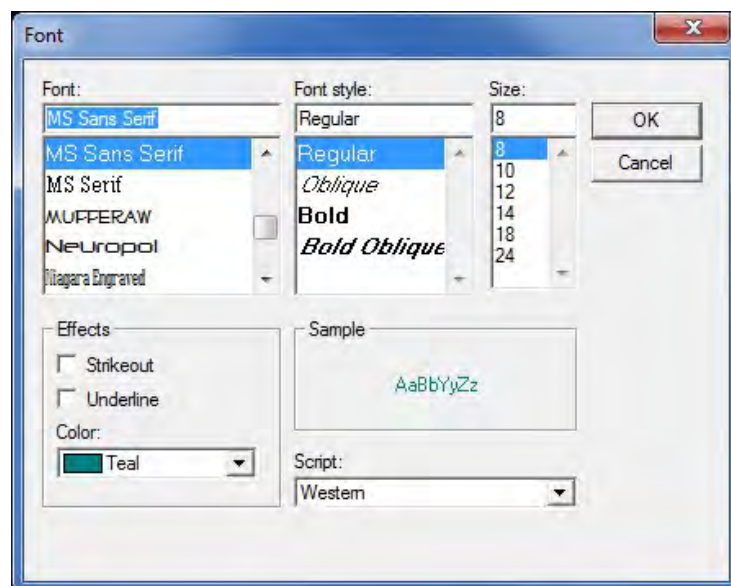 Font
Font: Font style: Size:
MS Sans Serif Regular 8 OK
MS Sans Serif Regular 8 Cancel
MS Serif Oblique 10
MUFFERAW Bold 12
Neuropol Bold Oblique 14
Niagara Engraved 18
24
Effects Sample
Strikeout
Underline AaBbYyZz
Color:
Teal Script:
Western